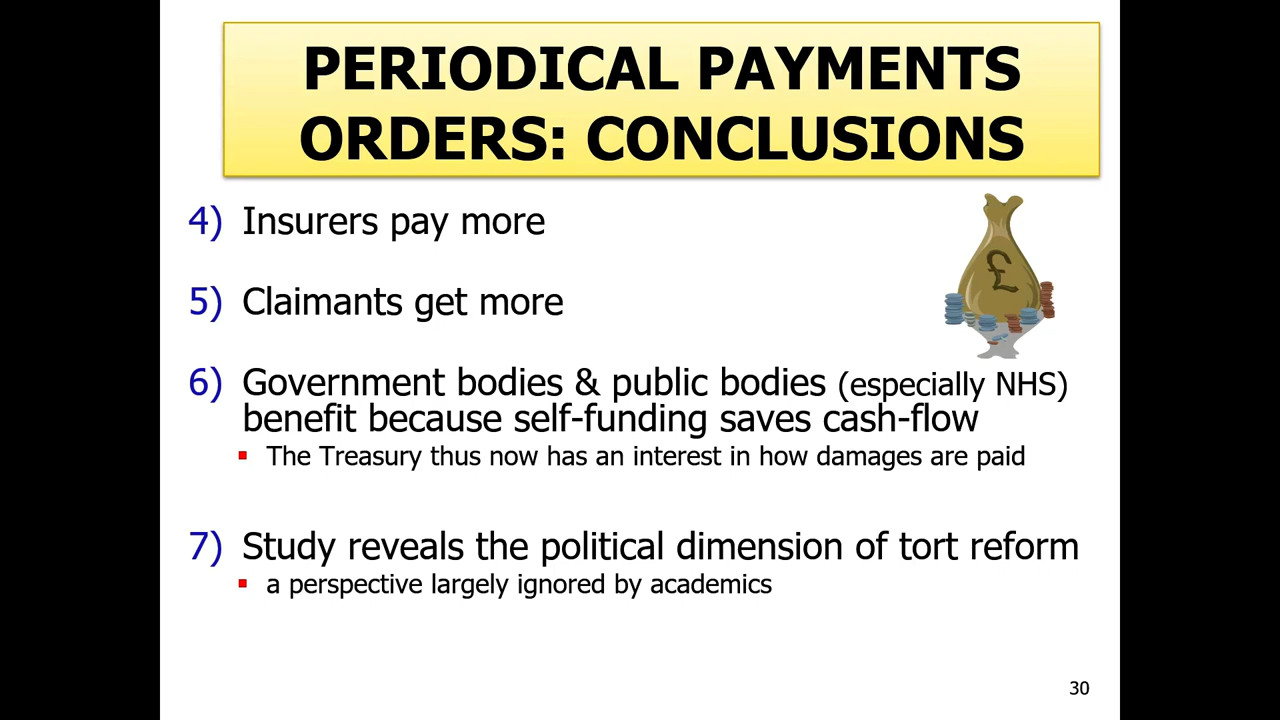 PERIODICAL PAYMENTS
ORDERS: CONCLUSIONS
4) Insurers pay more
£
5) Claimants get more
6) Government bodies & public bodies (especially NHS)
benefit because self-funding saves cash-flow
▪ The Treasury thus now has an interest in how damages are paid
7) Study reveals the political dimension of tort reform
▪ a perspective largely ignored by academics
30